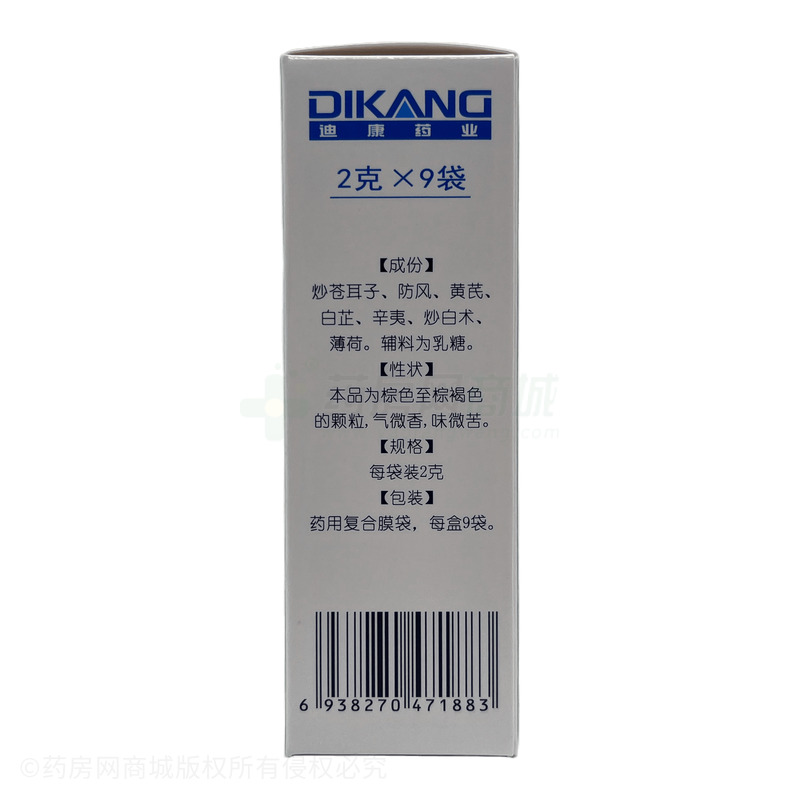 DIKANG
迪康药业
2克×9袋
【成份】
炒苍耳子、防风、黄芪、
白芷、辛夷、炒白术、
薄荷。辅料为乳糖。
【性状】
本品为棕色至棕褐色
的颗粒,气微香,味微苦。
【规格】
每袋装2克
【包装】
药用复合膜袋，每盒9袋。
6 938270 471883
©药房网商城版权所有侵权必究